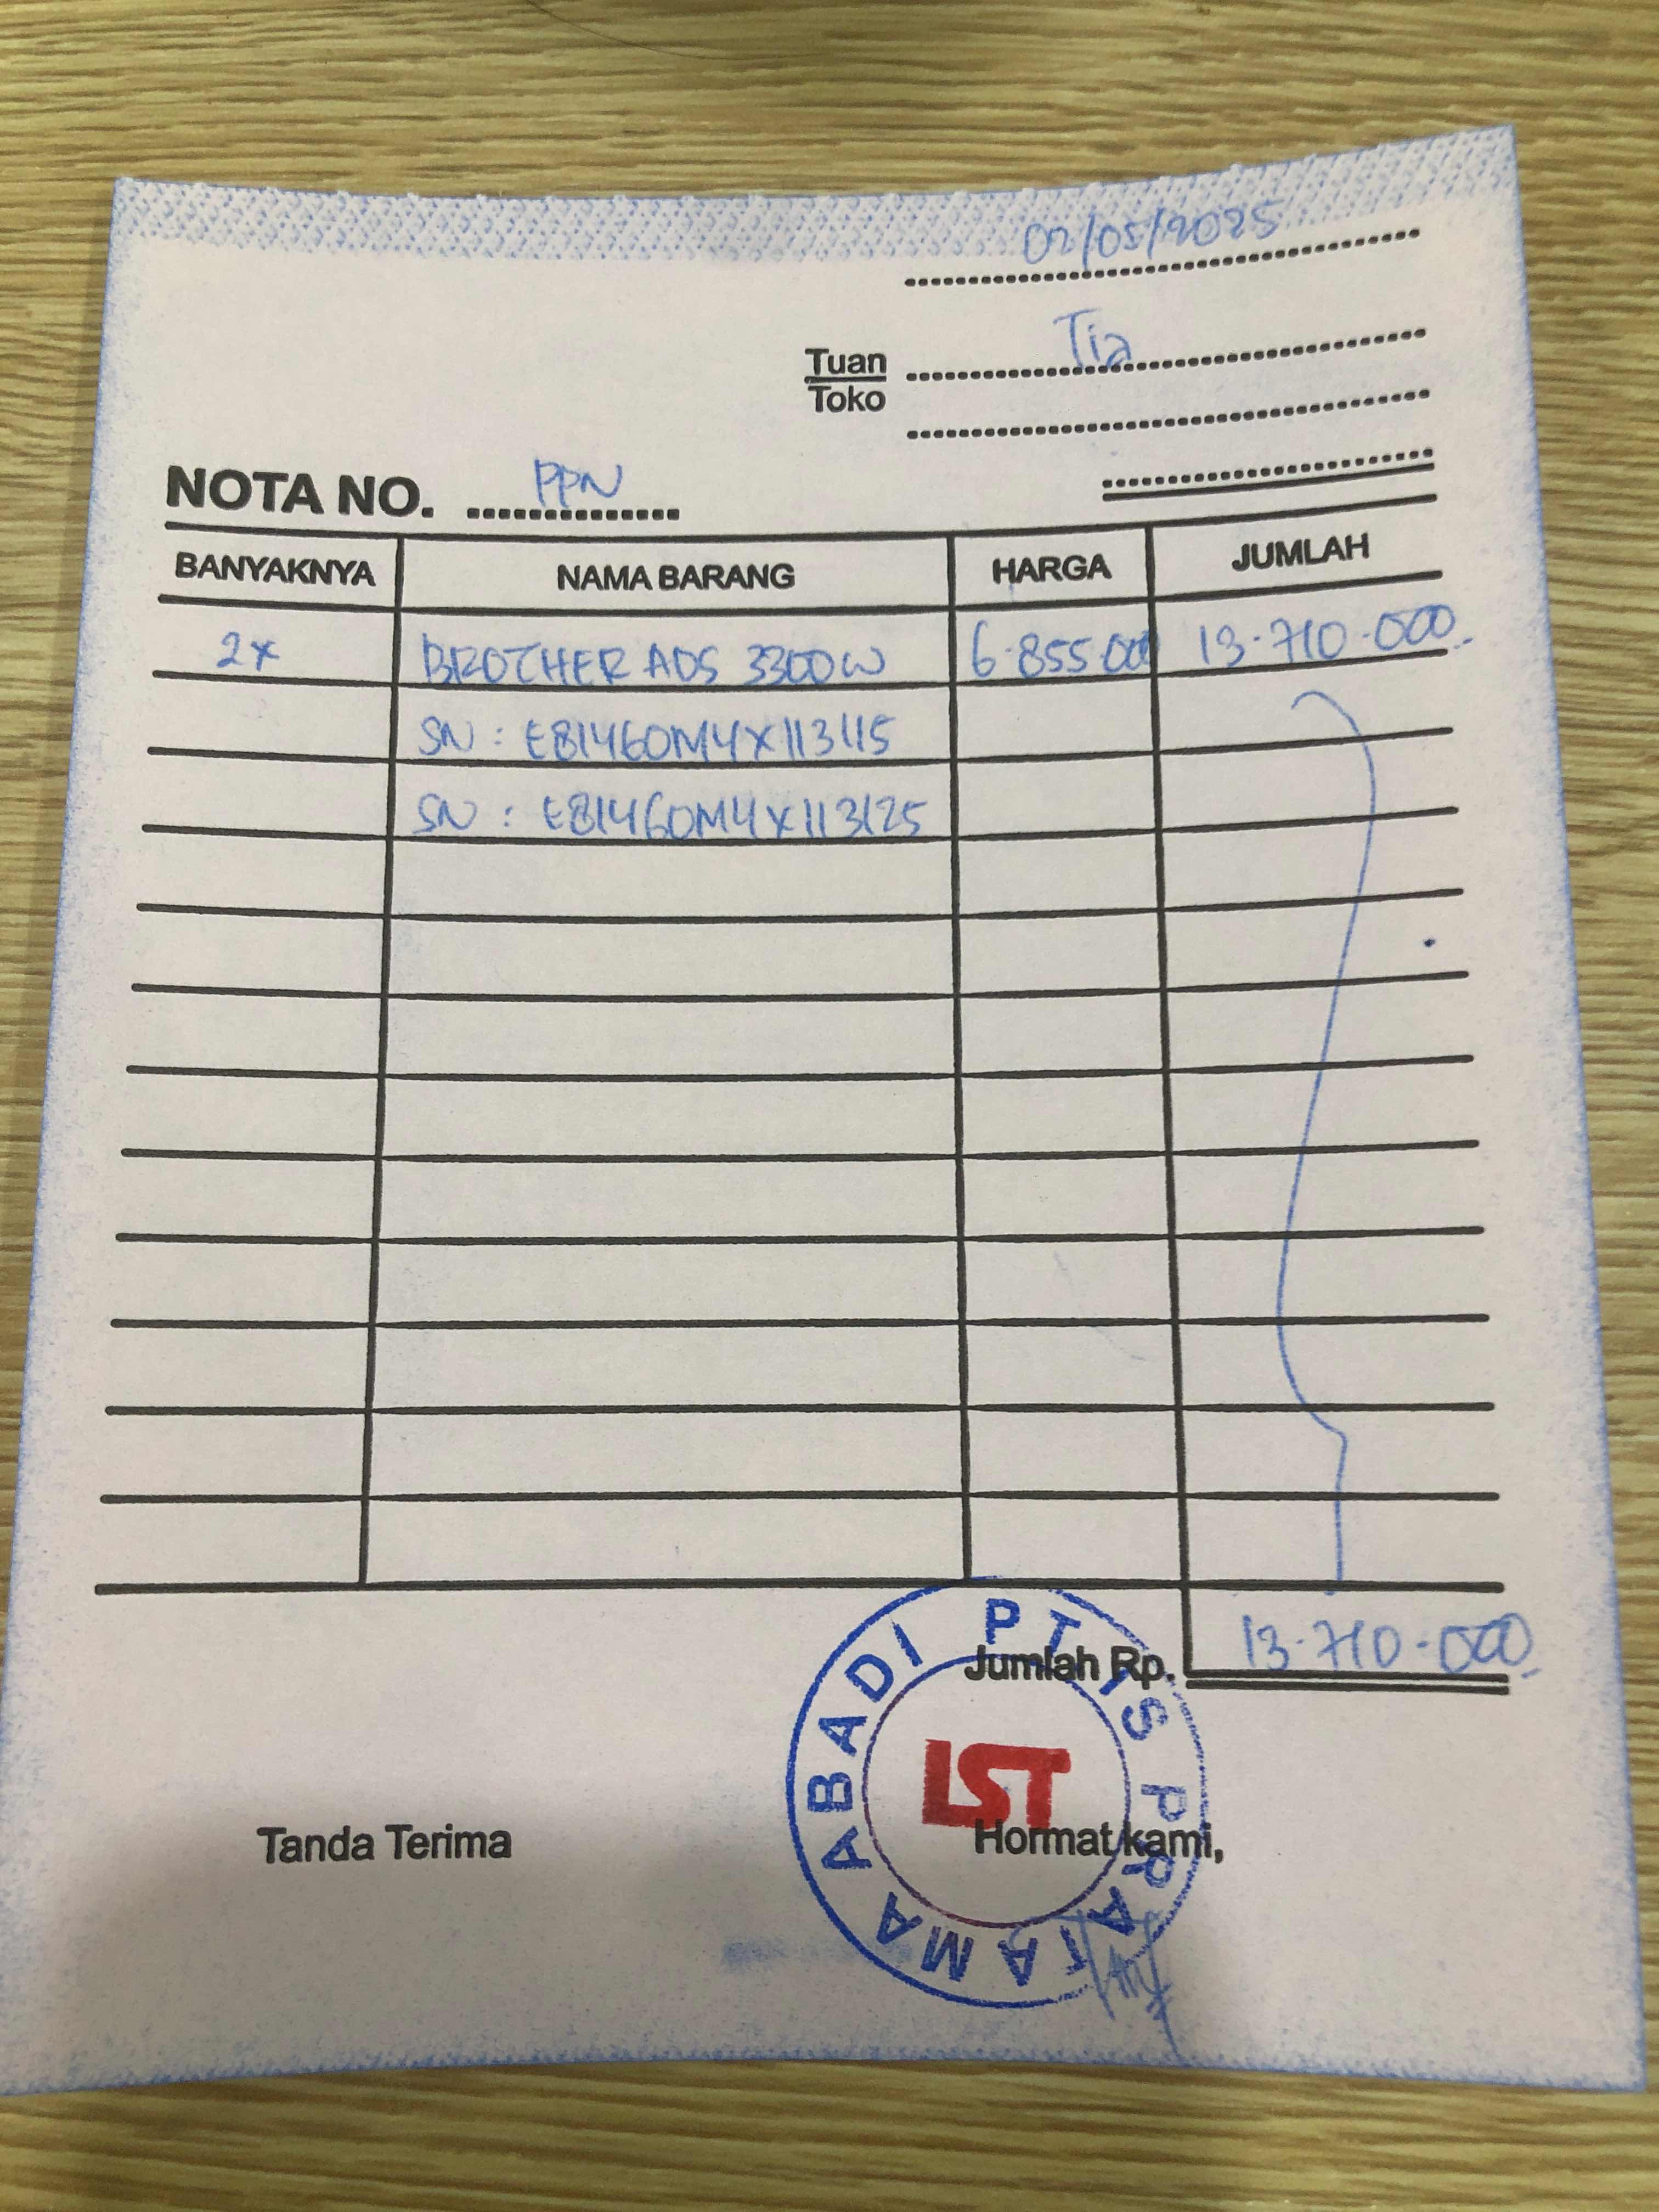 02/05/2025
Tuan Tia
Toko
NOTA NO. PPN
BANYAKNYA NAMA BARANG HARGA JUMLAH
2x BROTHER ADS 3300W 6.855.000 13.710.000
SN : E81460M4X113115
SN : E81460M4X113125
Jumlah Rp. 13.710.000
PT. LST PRATAMA ABADI
LST
Tanda Terima Hormat kami,